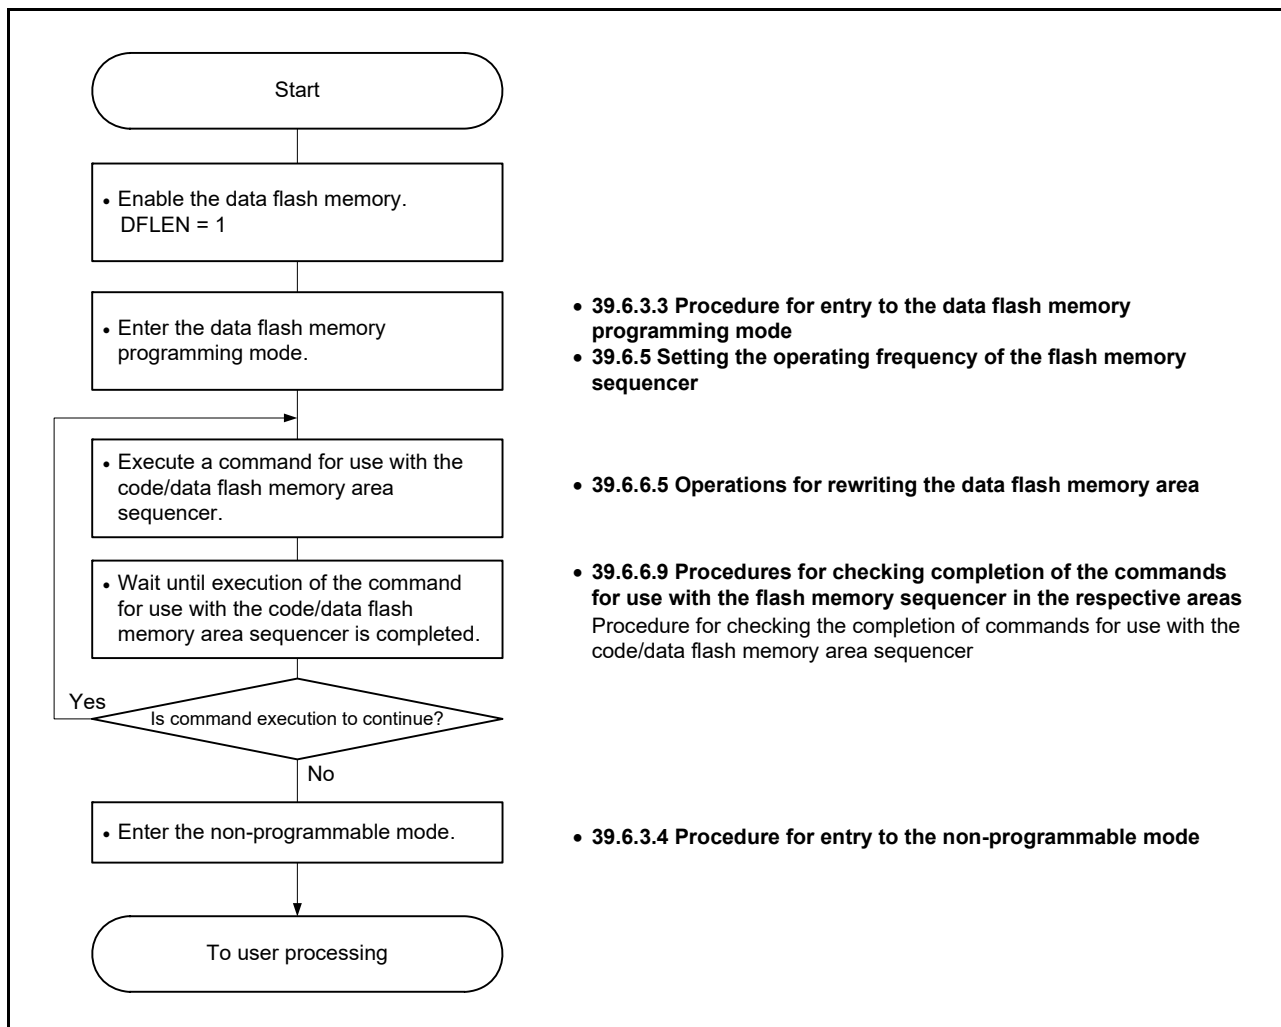 Start
• Enable the data flash memory.
DFLEN = 1
• Enter the data flash memory
programming mode.
• 39.6.3.3 Procedure for entry to the data flash memory
programming mode
• 39.6.5 Setting the operating frequency of the flash memory
sequencer
• Execute a command for use with the
code/data flash memory area
sequencer.
• 39.6.6.5 Operations for rewriting the data flash memory area
• Wait until execution of the command
for use with the code/data flash
memory area sequencer is completed.
• 39.6.6.9 Procedures for checking completion of the commands
for use with the flash memory sequencer in the respective areas
Procedure for checking the completion of commands for use with the
code/data flash memory area sequencer
Yes
Is command execution to continue?
No
• Enter the non-programmable mode.
• 39.6.3.4 Procedure for entry to the non-programmable mode
To user processing